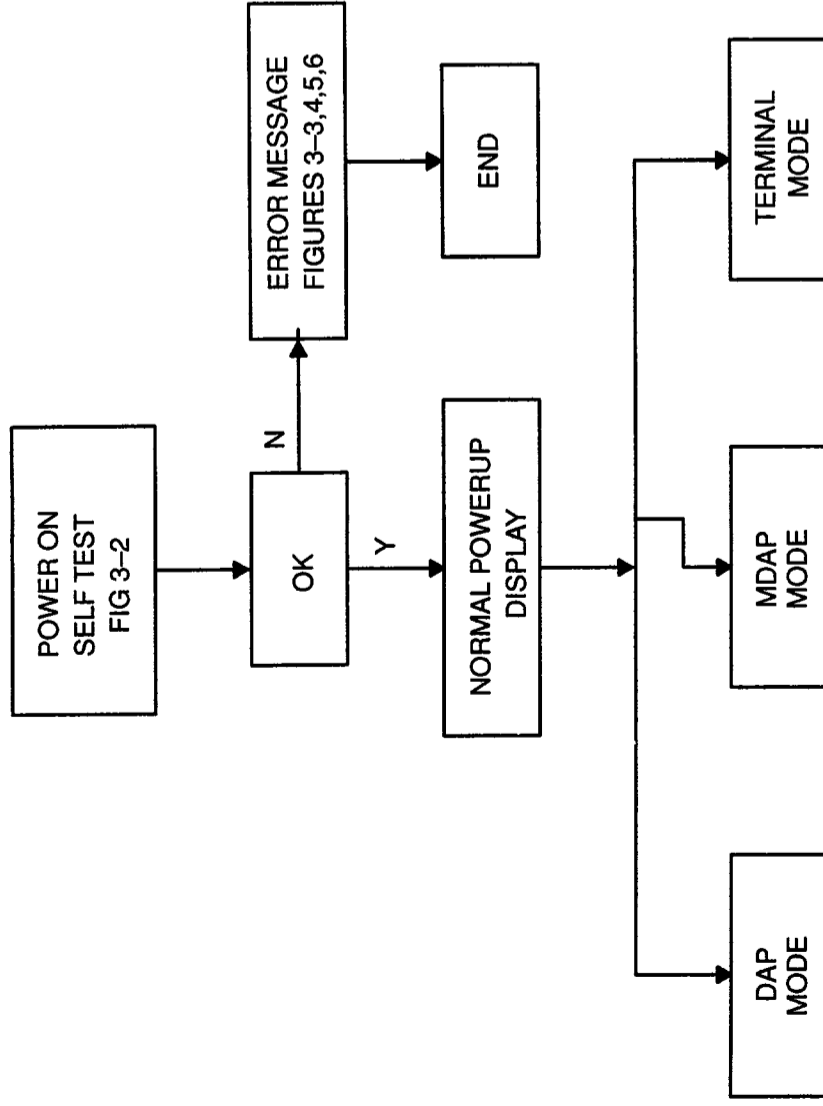 POWER ON
SELF TEST
FIG 3–2
OK
N
ERROR MESSAGE
FIGURES 3–3,4,5,6
Y
END
NORMAL POWERUP
DISPLAY
DAP
MODE
MDAP
MODE
TERMINAL
MODE